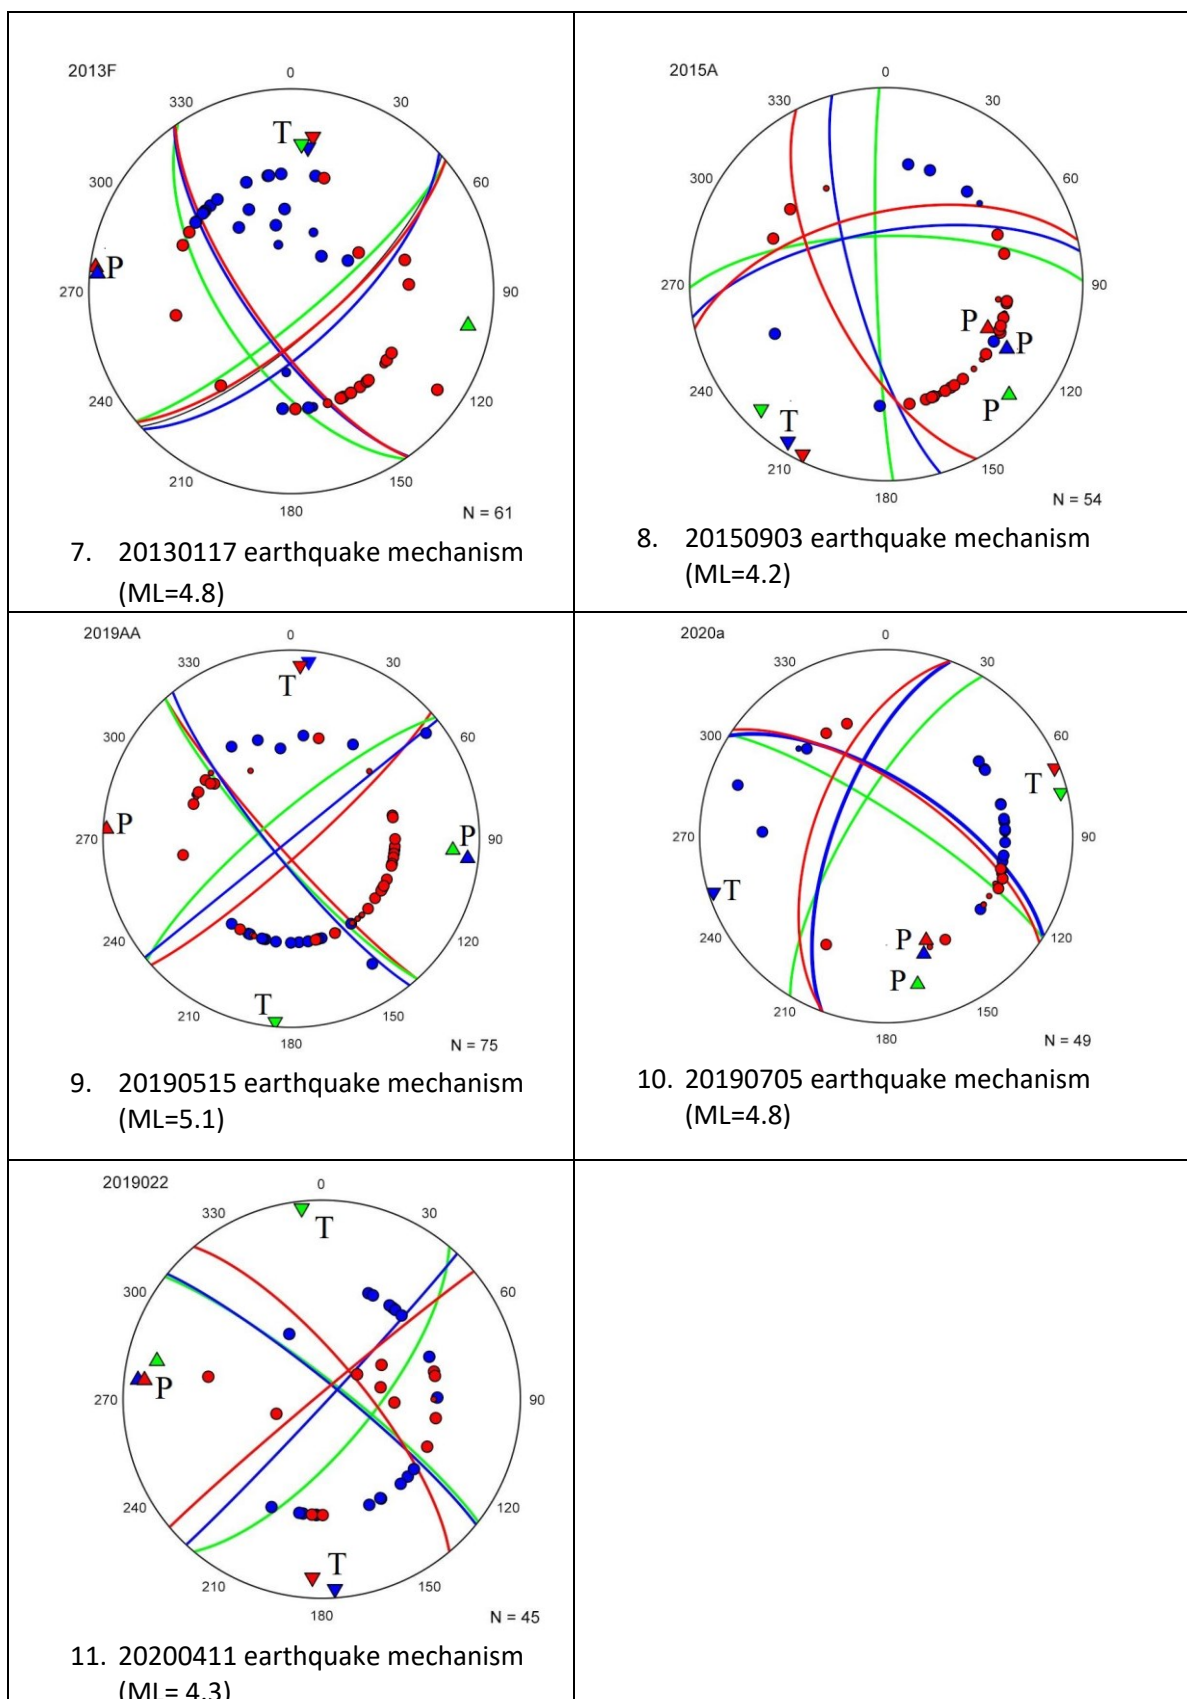 2013F
0
330
30
T
300
60
P
270
90
240
120
210
150
180
N = 61
7. 20130117 earthquake mechanism
(ML=4.8)
2015A
0
330
30
300
60
270
90
P
P
240
120
T
P
210
150
180
N = 54
8. 20150903 earthquake mechanism
(ML=4.2)
2019AA
0
330
30
T
300
60
P
P
270
90
240
120
T
210
150
180
N = 75
9. 20190515 earthquake mechanism
(ML=5.1)
2020a
0
330
30
300
60
T
270
90
T
240
120
P
P
210
150
180
N = 49
10. 20190705 earthquake mechanism
(ML=4.8)
2019022
0
330
30
T
300
60
P
270
90
240
120
T
210
150
180
N = 45
11. 20200411 earthquake mechanism
(ML= 4.3)